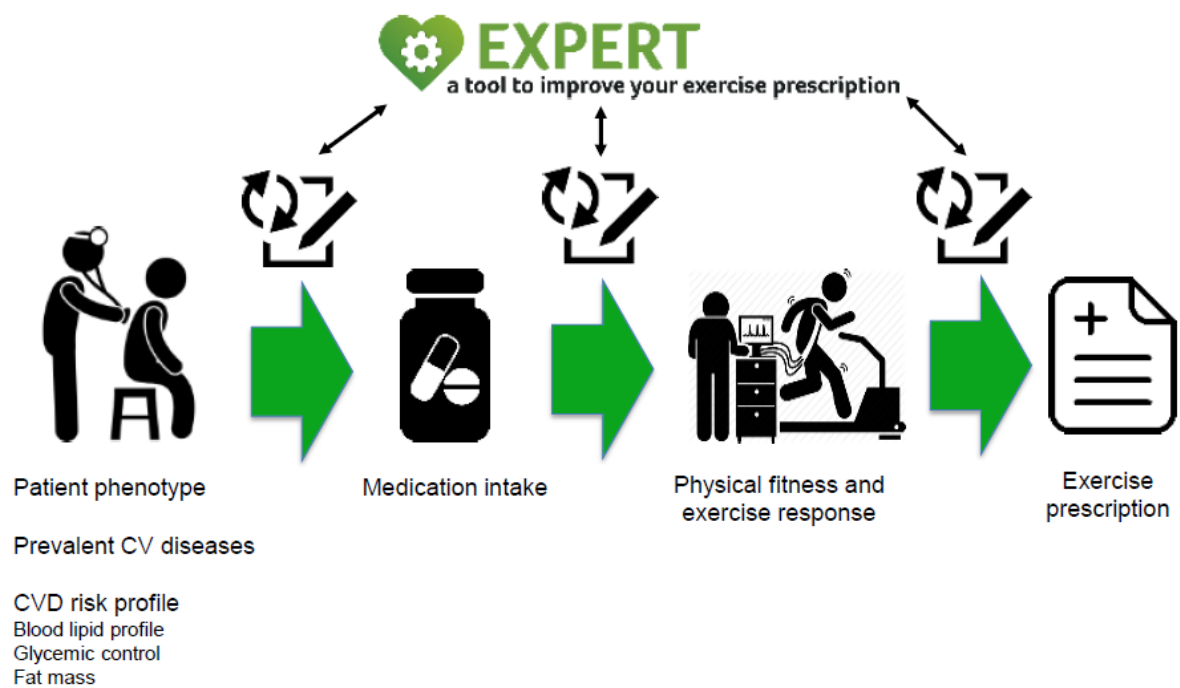 EXPERT
a tool to improve your exercise prescription
Patient phenotype
Prevalent CV diseases
CVD risk profile
Blood lipid profile
Glycemic control
Fat mass
Medication intake
Physical fitness and
exercise response
Exercise
prescription